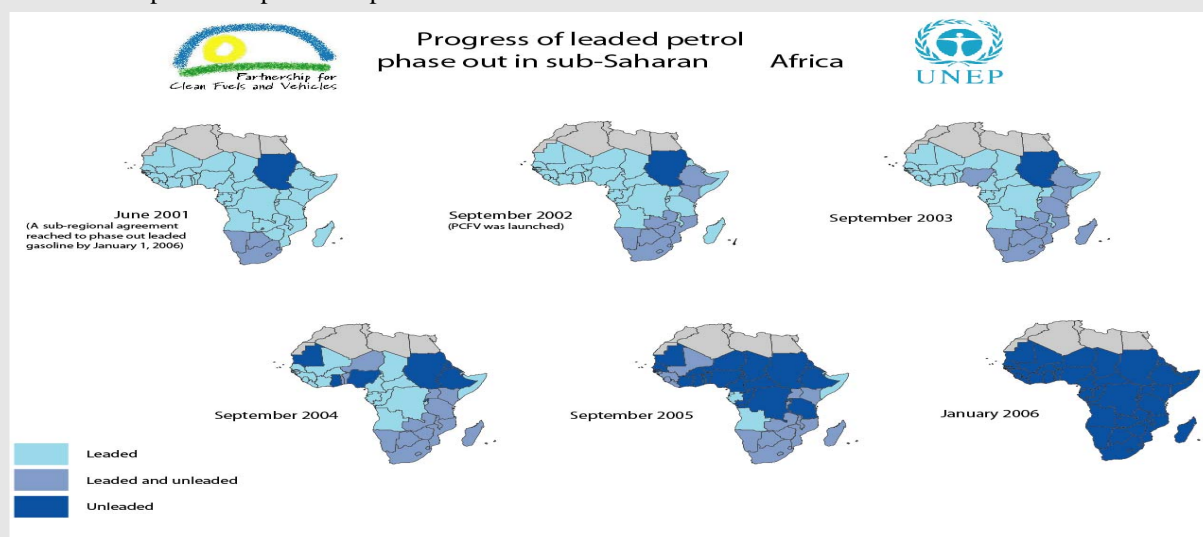 Progress of leaded petrol
phase out in sub-Saharan Africa
Partnership for
Clean Fuels and Vehicles
UNEP
June 2001
(A sub-regional agreement
reached to phase out leaded
gasoline by January 1, 2006)
September 2002
(PCFV was launched)
September 2003
September 2004
September 2005
January 2006
Leaded
Leaded and unleaded
Unleaded